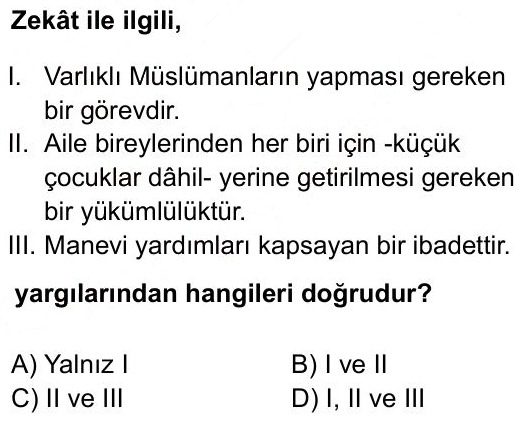 Zekât ile ilgili,
I. Varlıklı Müslümanların yapması gereken
bir görevdir.
II. Aile bireylerinden her biri için -küçük
çocuklar dâhil- yerine getirilmesi gereken
bir yükümlülüktür.
III. Manevi yardımları kapsayan bir ibadettir.
yargılarından hangileri doğrudur?
A) Yalnız I B) I ve II
C) II ve III D) I, II ve III